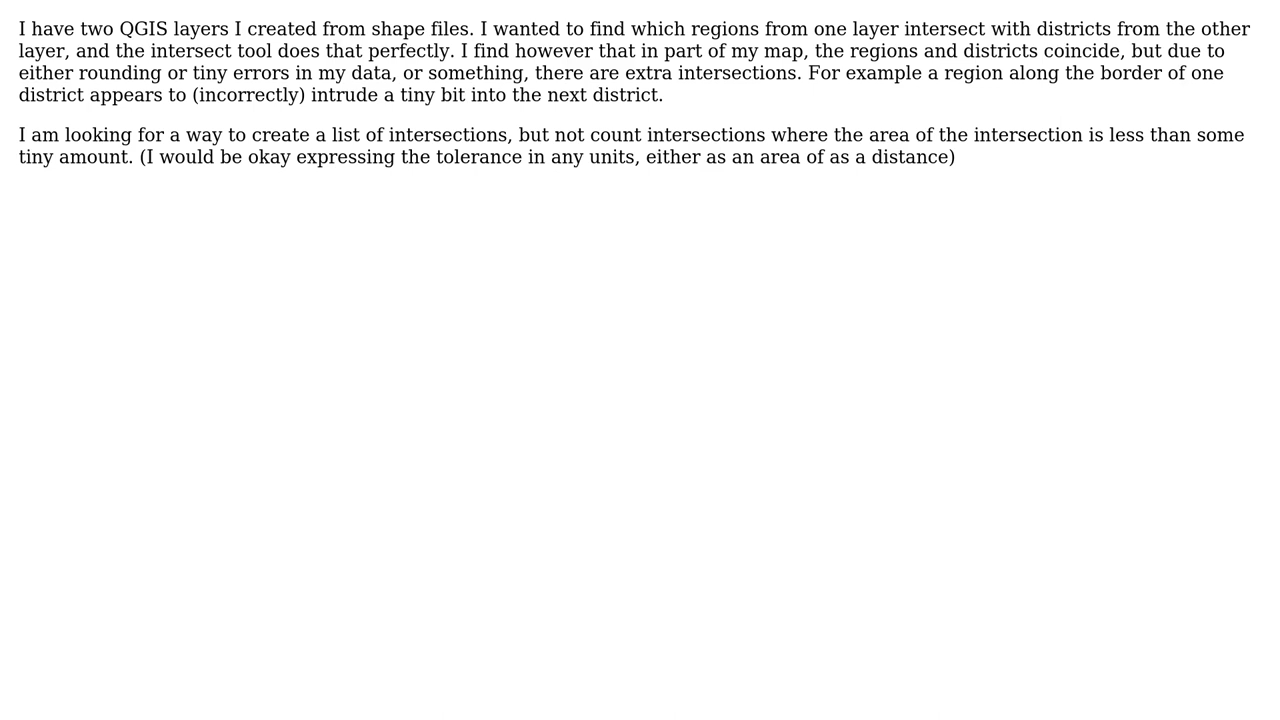 I have two QGIS layers I created from shape files. I wanted to find which regions from one layer intersect with districts from the other
layer, and the intersect tool does that perfectly. I find however that in part of my map, the regions and districts coincide, but due to
either rounding or tiny errors in my data, or something, there are extra intersections. For example a region along the border of one
district appears to (incorrectly) intrude a tiny bit into the next district.
I am looking for a way to create a list of intersections, but not count intersections where the area of the intersection is less than some
tiny amount. (I would be okay expressing the tolerance in any units, either as an area of as a distance)